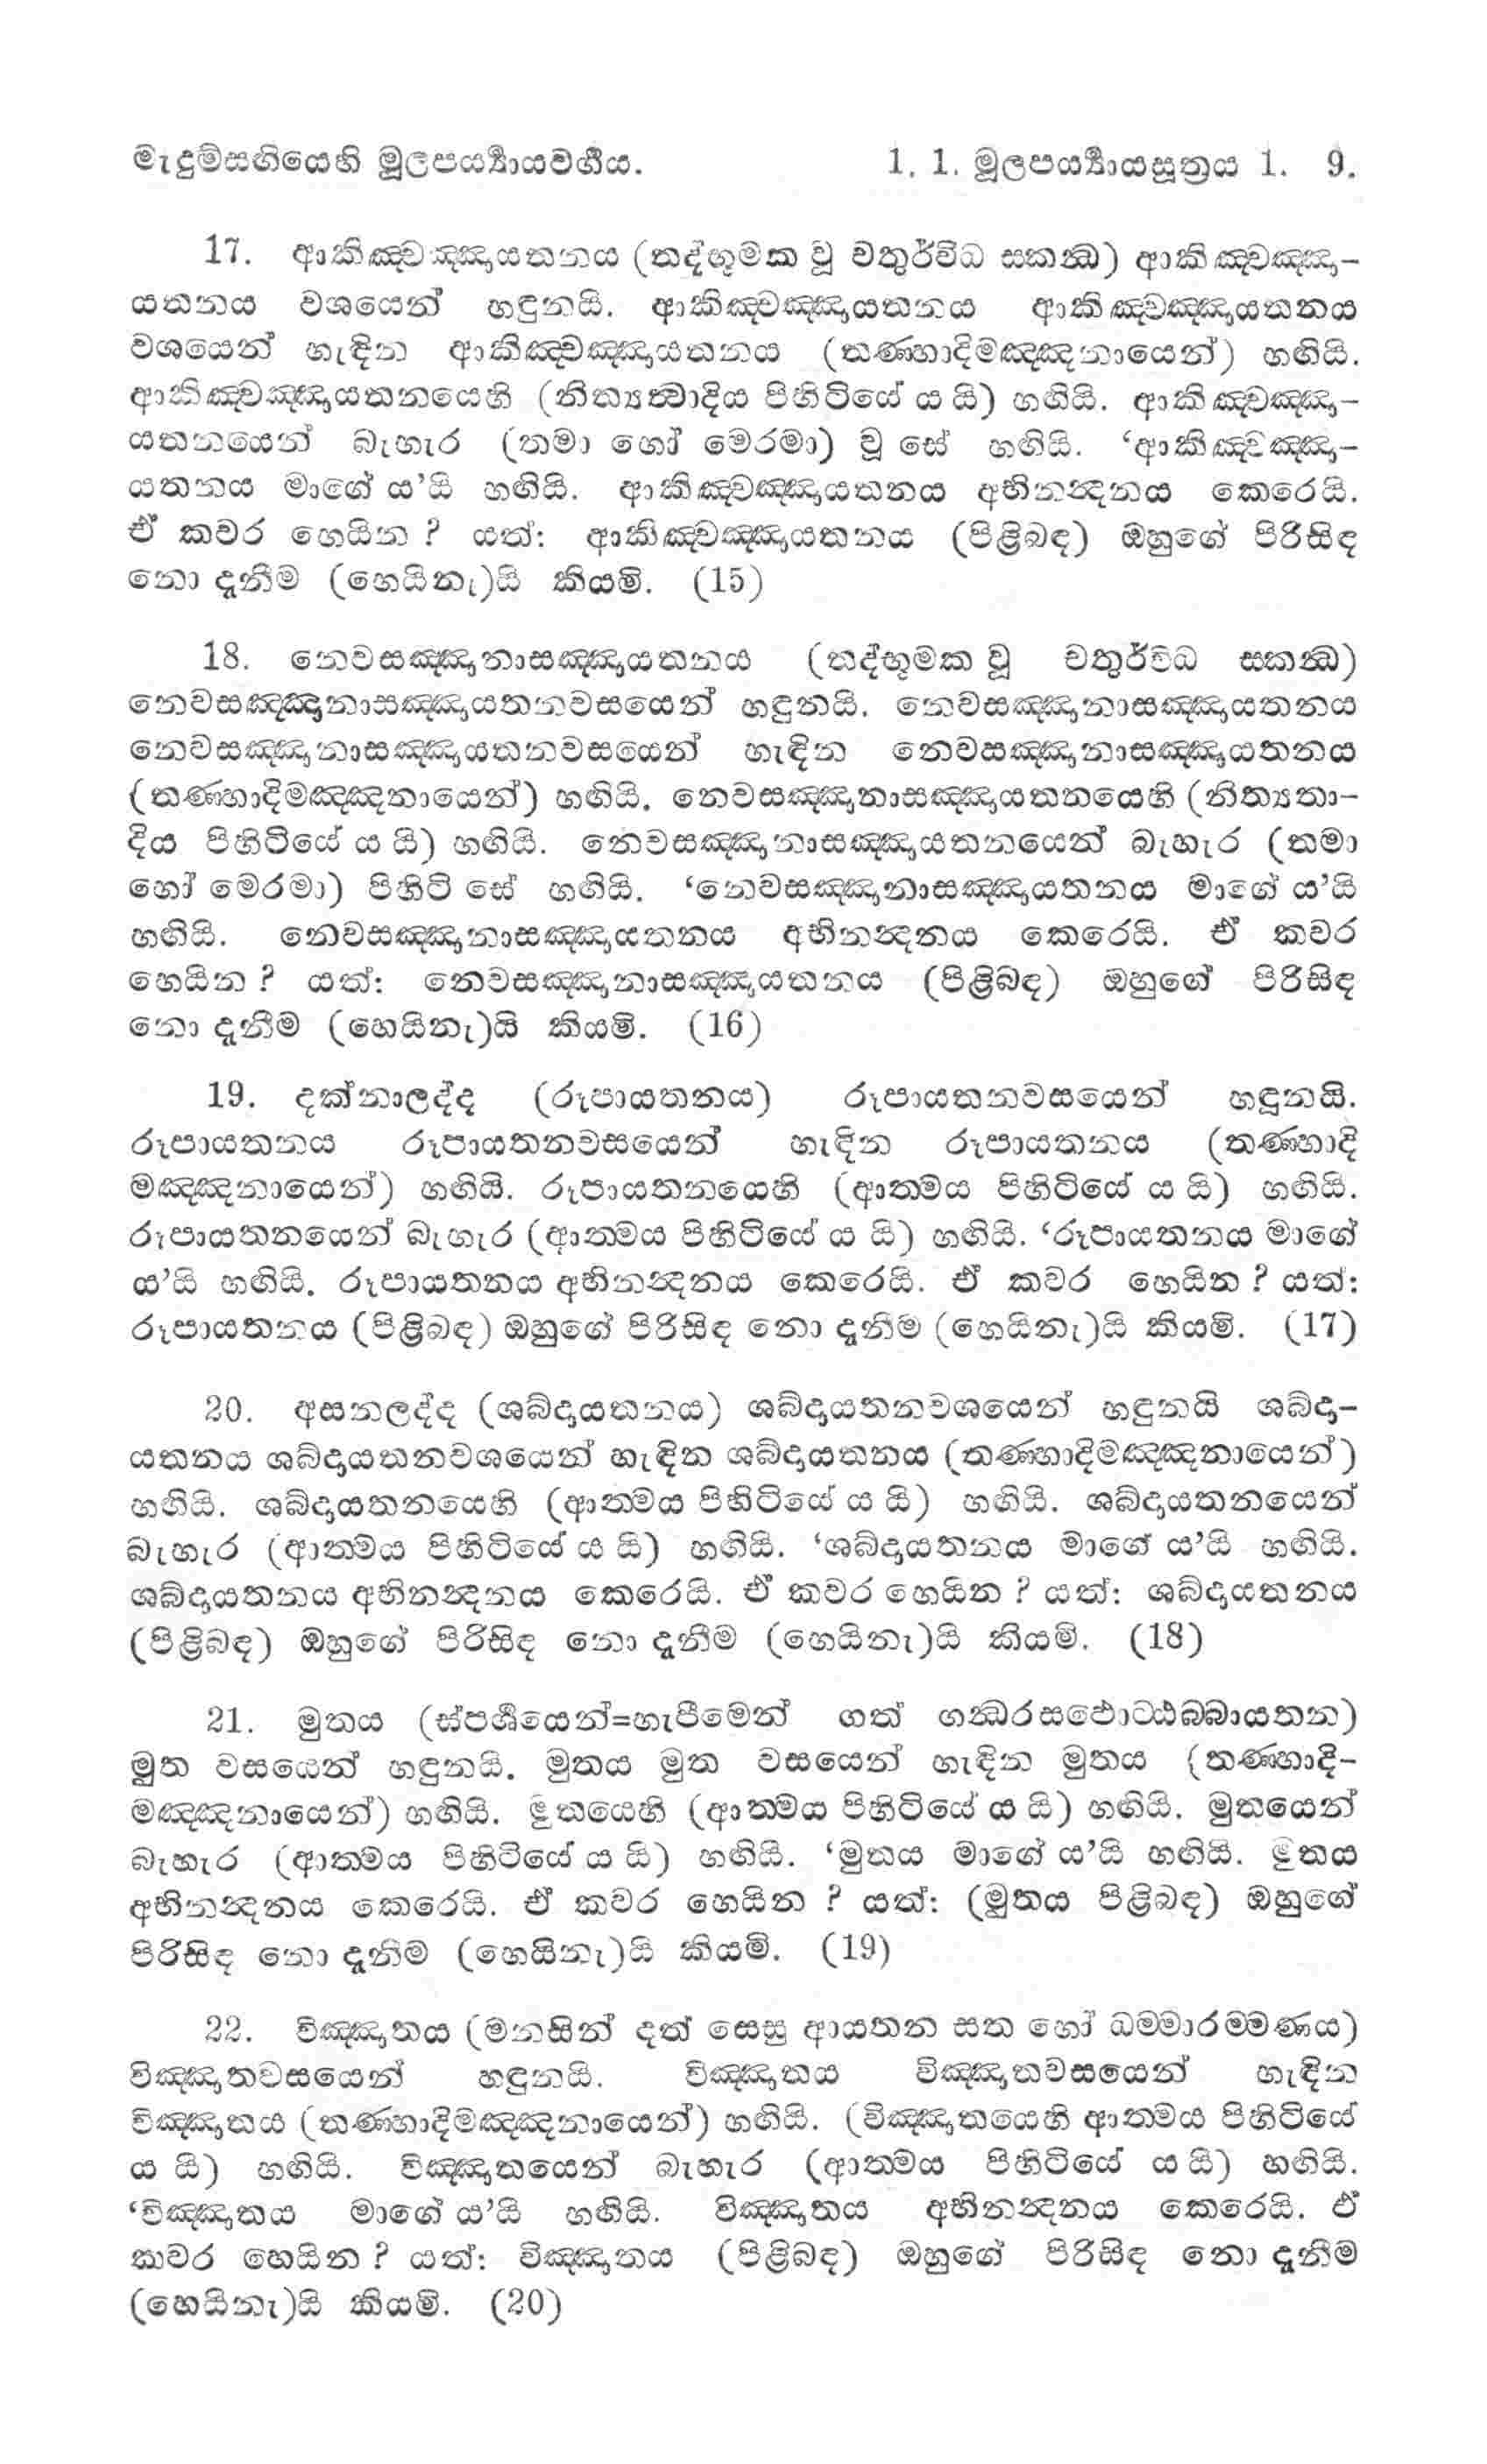 මැදුම්සඟියෙහි මූලපර්‍ය්‍යායවර්‍ගය. 1. 1. මූලපර්‍ය්‍යායසූත්‍රය 1. 9.
17. ආකිඤ්චඤ්ඤායතනය (තද්භූමක වූ චතුර්විධ ස්කන්‍ධ) ආකිඤ්චඤ්ඤා-
යතනය වශයෙන් හඳුනයි. ආකිඤ්චඤ්ඤායතනය ආකිඤ්චඤ්ඤායතනය
වශයෙන් හැඳින ආකිඤ්චඤ්ඤායතනය (තණ්හාදිමඤ්ඤනායෙන්) හඟියි.
ආකිඤ්චඤ්ඤායතනයෙහි (නිත්‍යත්‍වාදිය පිහිටියේ ය යි) හඟියි. ආකිඤ්චඤ්ඤා-
යතනයෙන් බැහැර (තමා හෝ මෙරමා) වූ සේ හඟියි. ‘ආකිඤ්චඤ්ඤා-
යතනය මාගේ ය’යි හඟියි. ආකිඤ්චඤ්ඤායතනය අභිනන්‍දනය කෙරෙයි.
ඒ කවර හෙයින ? යත්: ආකිඤ්චඤ්ඤායතනය (පිළිබඳ) ඔහුගේ පිරිසිඳ
නො දැනීම (හෙයිනැ)යි කියමි. (15)
18. නෙවසඤ්ඤානාසඤ්ඤායතනය (තද්භූමක වූ චතුර්විධ ස්කන්‍ධ)
නෙවසඤ්ඤානාසඤ්ඤායතනවසයෙන් හඳුනයි. නෙවසඤ්ඤානාසඤ්ඤායතනය
නෙවසඤ්ඤානාසඤ්ඤායතනවසයෙන් හැඳින නෙවසඤ්ඤානාසඤ්ඤායතනය
(තණ්හාදිමඤ්ඤනායෙන්) හඟියි. නෙවසඤ්ඤානාසඤ්ඤායතනයෙහි (නිත්‍යතා-
දිය පිහිටියේ ය යි) හඟියි. නෙවසඤ්ඤානාසඤ්ඤායතනයෙන් බැහැර (තමා
හෝ මෙරමා) පිහිටි සේ හඟියි. ‘නෙවසඤ්ඤානාසඤ්ඤායතනය මාගේ ය’යි
හඟියි. නෙවසඤ්ඤානාසඤ්ඤායතනය අභිනන්‍දනය කෙරෙයි. ඒ කවර
හෙයින ? යත්: නෙවසඤ්ඤානාසඤ්ඤායතනය (පිළිබඳ) ඔහුගේ පිරිසිඳ
නො දැනීම (හෙයිනැ)යි කියමි. (16)
19. දක්නාලද්ද (රූපායතනය) රූපායතනවසයෙන් හඳූනයි.
රූපායතනය රූපායතනවසයෙන් හැඳින රූපායතනය (තණ්හාදි
මඤ්ඤනායෙන්) හඟියි. රූපායතනයෙහි (ආත්මය පිහිටියේ ය යි) හඟියි.
රූපායතනයෙන් බැහැර (ආත්මය පිහිටියේ ය යි) හඟියි. ‘රූපායතනය මාගේ
ය’යි හඟියි. රූපායතනය අභිනන්‍දනය කෙරෙයි. ඒ කවර හෙයින ? යත්:
රූපායතනය (පිළිබඳ) ඔහුගේ පිරිසිඳ නො දැනීම (හෙයිනැ)යි කියමි. (17)
20. අසනලද්ද (ශබ්දායතනය) ශබ්දායතනවශයෙන් හඳුනයි ශබ්දා-
යතනය ශබ්දායතනවශයෙන් හැඳින ශබ්දායතනය (තණ්හාදිමඤ්ඤනායෙන්)
හඟියි. ශබ්දායතනයෙහි (ආත්මය පිහිටියේ ය යි) හඟියි. ශබ්දායතනයෙන්
බැහැර (ආත්මය පිහිටියේ ය යි) හඟියි. ‘ශබ්දායතනය මාගේ ය’යි හඟියි.
ශබ්දායතනය අභිනන්‍දනය කෙරෙයි. ඒ කවර හෙයින ? යත්: ශබ්දායතනය
(පිළිබඳ) ඔහුගේ පිරිසිඳ නො දැනීම (හෙයිනැ)යි කියමි. (18)
21. මුතය (ස්පර්‍ශයෙන්=හැපීමෙන් ගත් ගන්‍ධරසඵොට්ඨබ්බායතන)
මුත වසයෙන් හඳුනයි. මුතය මුත වසයෙන් හැඳින මුතය (තණ්හාදි-
මඤ්ඤනායෙන්) හඟියි. මුතයෙහි (ආත්මය පිහිටියේ ය යි) හඟියි. මුතයෙන්
බැහැර (ආත්මය පිහිටියේ ය යි) හඟියි. ‘මුතය මාගේ ය’යි හඟියි. මුතය
අභිනන්‍දනය කෙරෙයි. ඒ කවර හෙයින ? යත්: (මුතය පිළිබඳ) ඔහුගේ
පිරිසිඳ නො දැනීම (හෙයිනැ)යි කියමි. (19)
22. විඤ්ඤාතය (මනසින් දත් සෙසු ආයතන සත හෝ ධම්මාරම්මණය)
විඤ්ඤාතවසයෙන් හඳුනයි. විඤ්ඤාතය විඤ්ඤාතවසයෙන් හැඳින
විඤ්ඤාතය (තණ්හාදිමඤ්ඤනායෙන්) හඟියි. (විඤ්ඤාතයෙහි ආත්මය පිහිටියේ
ය යි) හඟියි. විඤ්ඤාතයෙන් බැහැර (ආත්මය පිහිටියේ ය යි) හඟියි.
‘විඤ්ඤාතය මාගේ ය’යි හඟියි. විඤ්ඤාතය අභිනන්‍දනය කෙරෙයි. ඒ
කවර හෙයින ? යත්: විඤ්ඤාතය (පිළිබඳ) ඔහුගේ පිරිසිඳ නො දැනීම
(හෙයිනැ)යි කියමි. (20)